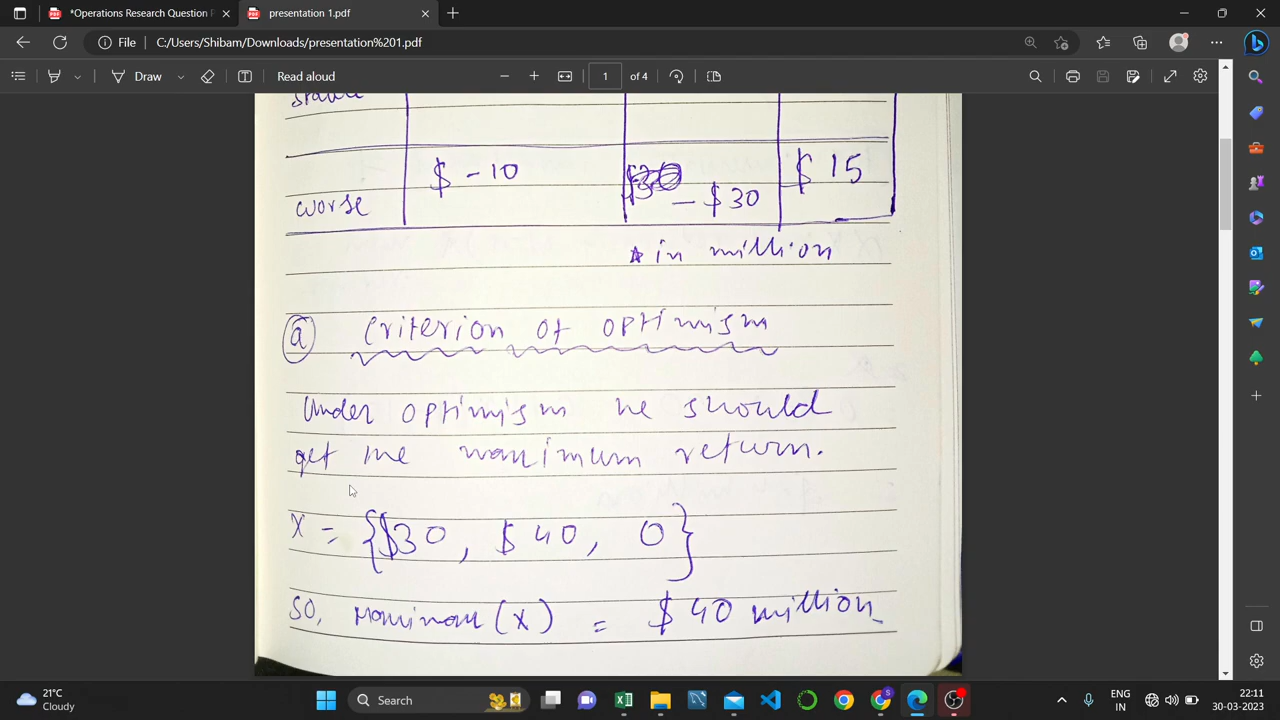 *Operations Research Question P
presentation 1.pdf
File
C:/Users/Shibam/Downloads/presentation%201.pdf
Draw
Read aloud
1
of 4
worse $ -10 - $30 $ 15
* in million
(a) Criterion of optimism
Under optimism he should
get the maximum return.
X = {$30, $40, 0}
So, Maximax (X) = $40 million
21°C
Cloudy
Search
ENG
IN
22:11
30-03-2023